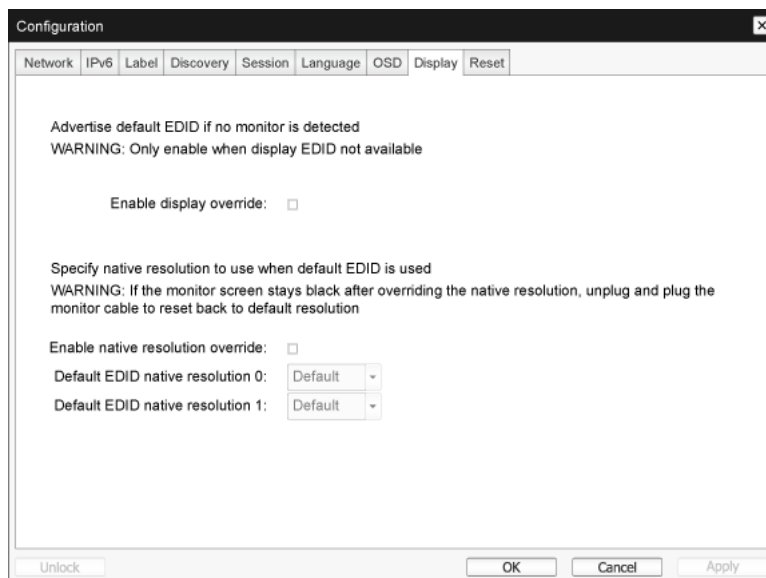 Configuration
Network IPv6 Label Discovery Session Language OSD Display Reset
Advertise default EDID if no monitor is detected
WARNING: Only enable when display EDID not available
Enable display override:
Specify native resolution to use when default EDID is used
WARNING: If the monitor screen stays black after overriding the native resolution, unplug and plug the
monitor cable to reset back to default resolution
Enable native resolution override:
Default EDID native resolution 0: Default
Default EDID native resolution 1: Default
Unlock OK Cancel Apply